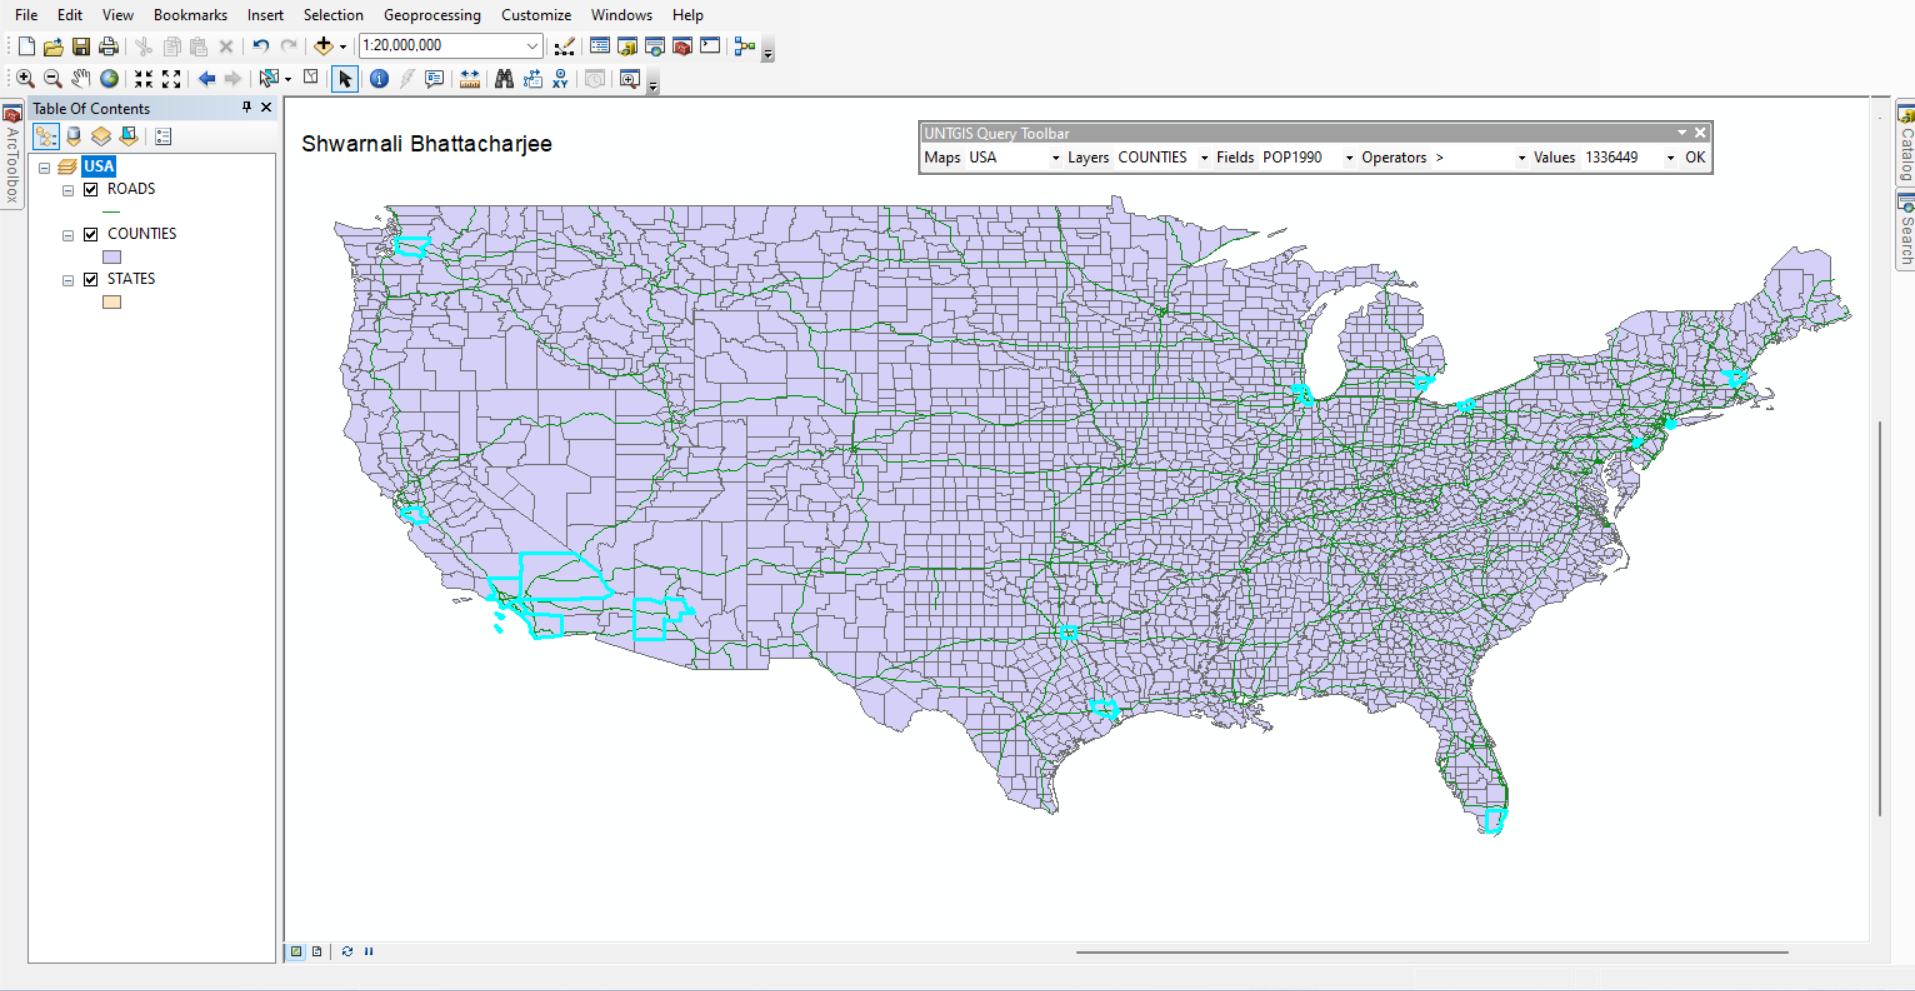 File Edit View Bookmarks Insert Selection Geoprocessing Customize Windows Help
1:20,000,000
XY
Table Of Contents
ArcToolbox
USA
ROADS
COUNTIES
STATES
Shwarnali Bhattacharjee
UNTGIS Query Toolbar
Maps USA Layers COUNTIES Fields POP1990 Operators > Values 1336449 OK
Catalog
Search